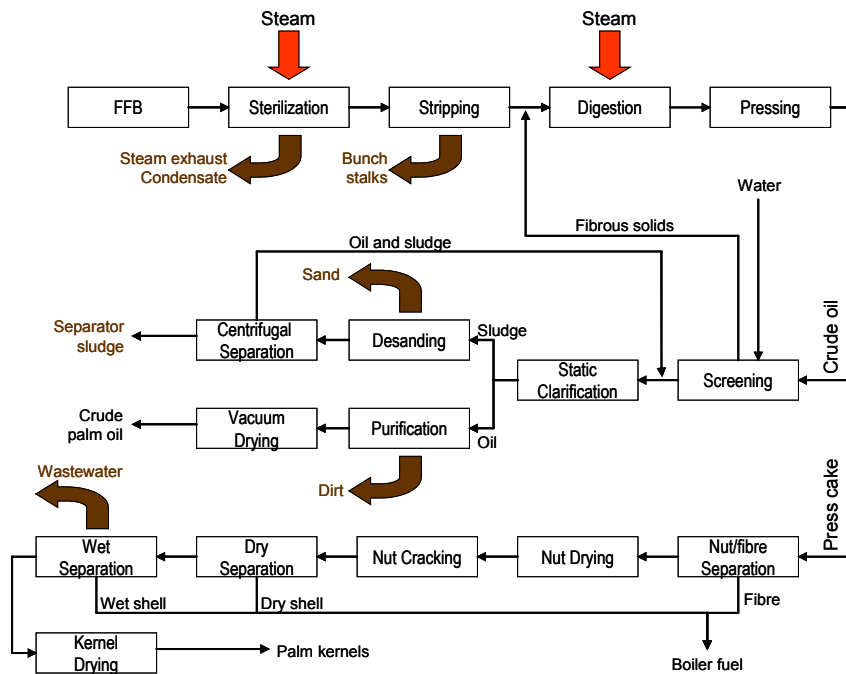 Steam
Steam
FFB
Sterilization
Stripping
Digestion
Pressing
Steam exhaust
Condensate
Bunch
stalks
Water
Fibrous solids
Oil and sludge
Sand
Crude oil
Separator
sludge
Centrifugal
Separation
Desanding
Sludge
Static
Clarification
Screening
Crude
palm oil
Vacuum
Drying
Purification
Oil
Wastewater
Dirt
Press cake
Wet
Separation
Dry
Separation
Nut Cracking
Nut Drying
Nut/fibre
Separation
Wet shell
Dry shell
Fibre
Kernel
Drying
Palm kernels
Boiler fuel